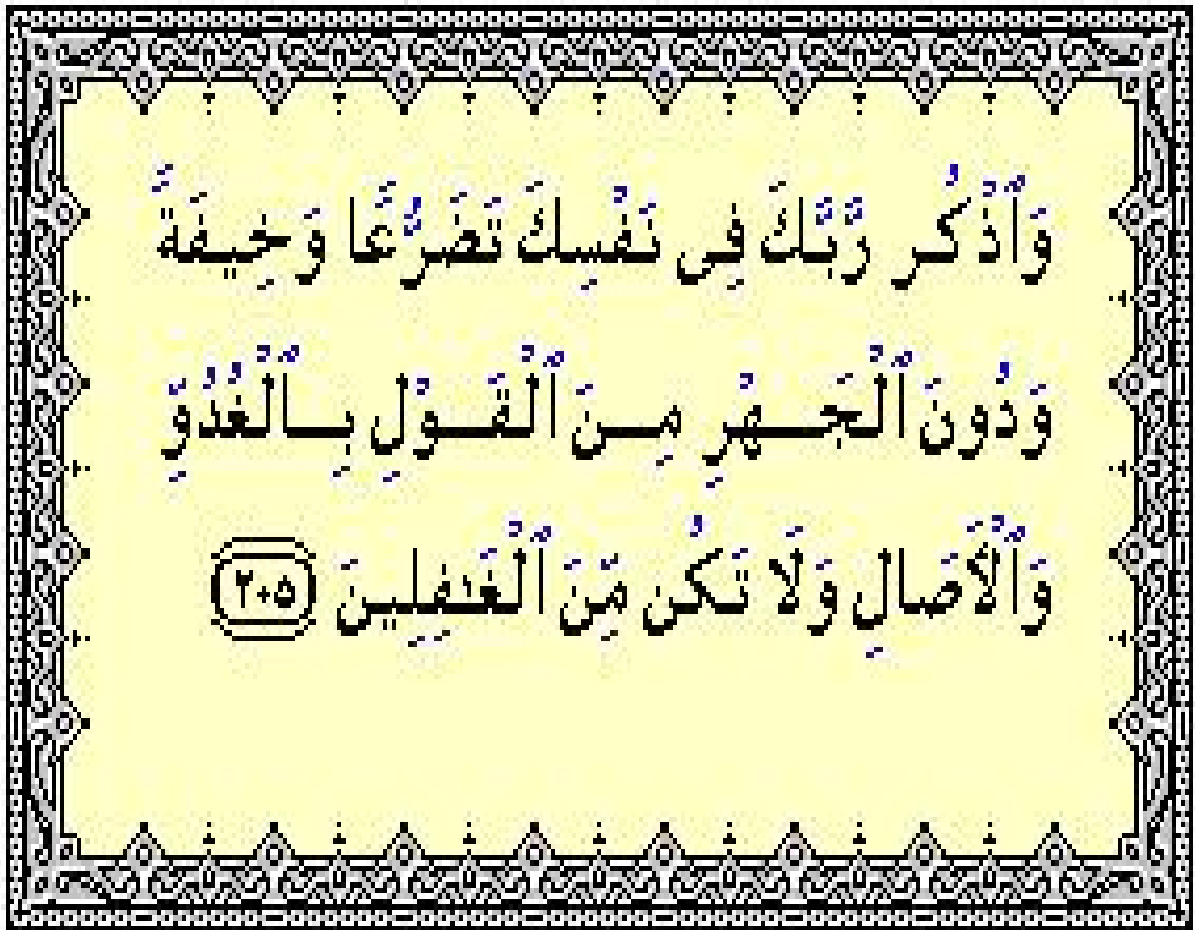 وَٱذْكُر رَّبَّكَ فِى نَفْسِكَ تَضَرُّعًا وَخِيفَةً
وَدُونَ ٱلْجَهْرِ مِنَ ٱلْقَوْلِ بِٱلْغُدُوِّ
وَٱلْأَصَالِ وَلَا تَكُن مِّنَ ٱلْغَٰفِلِينَ ٢٠٥